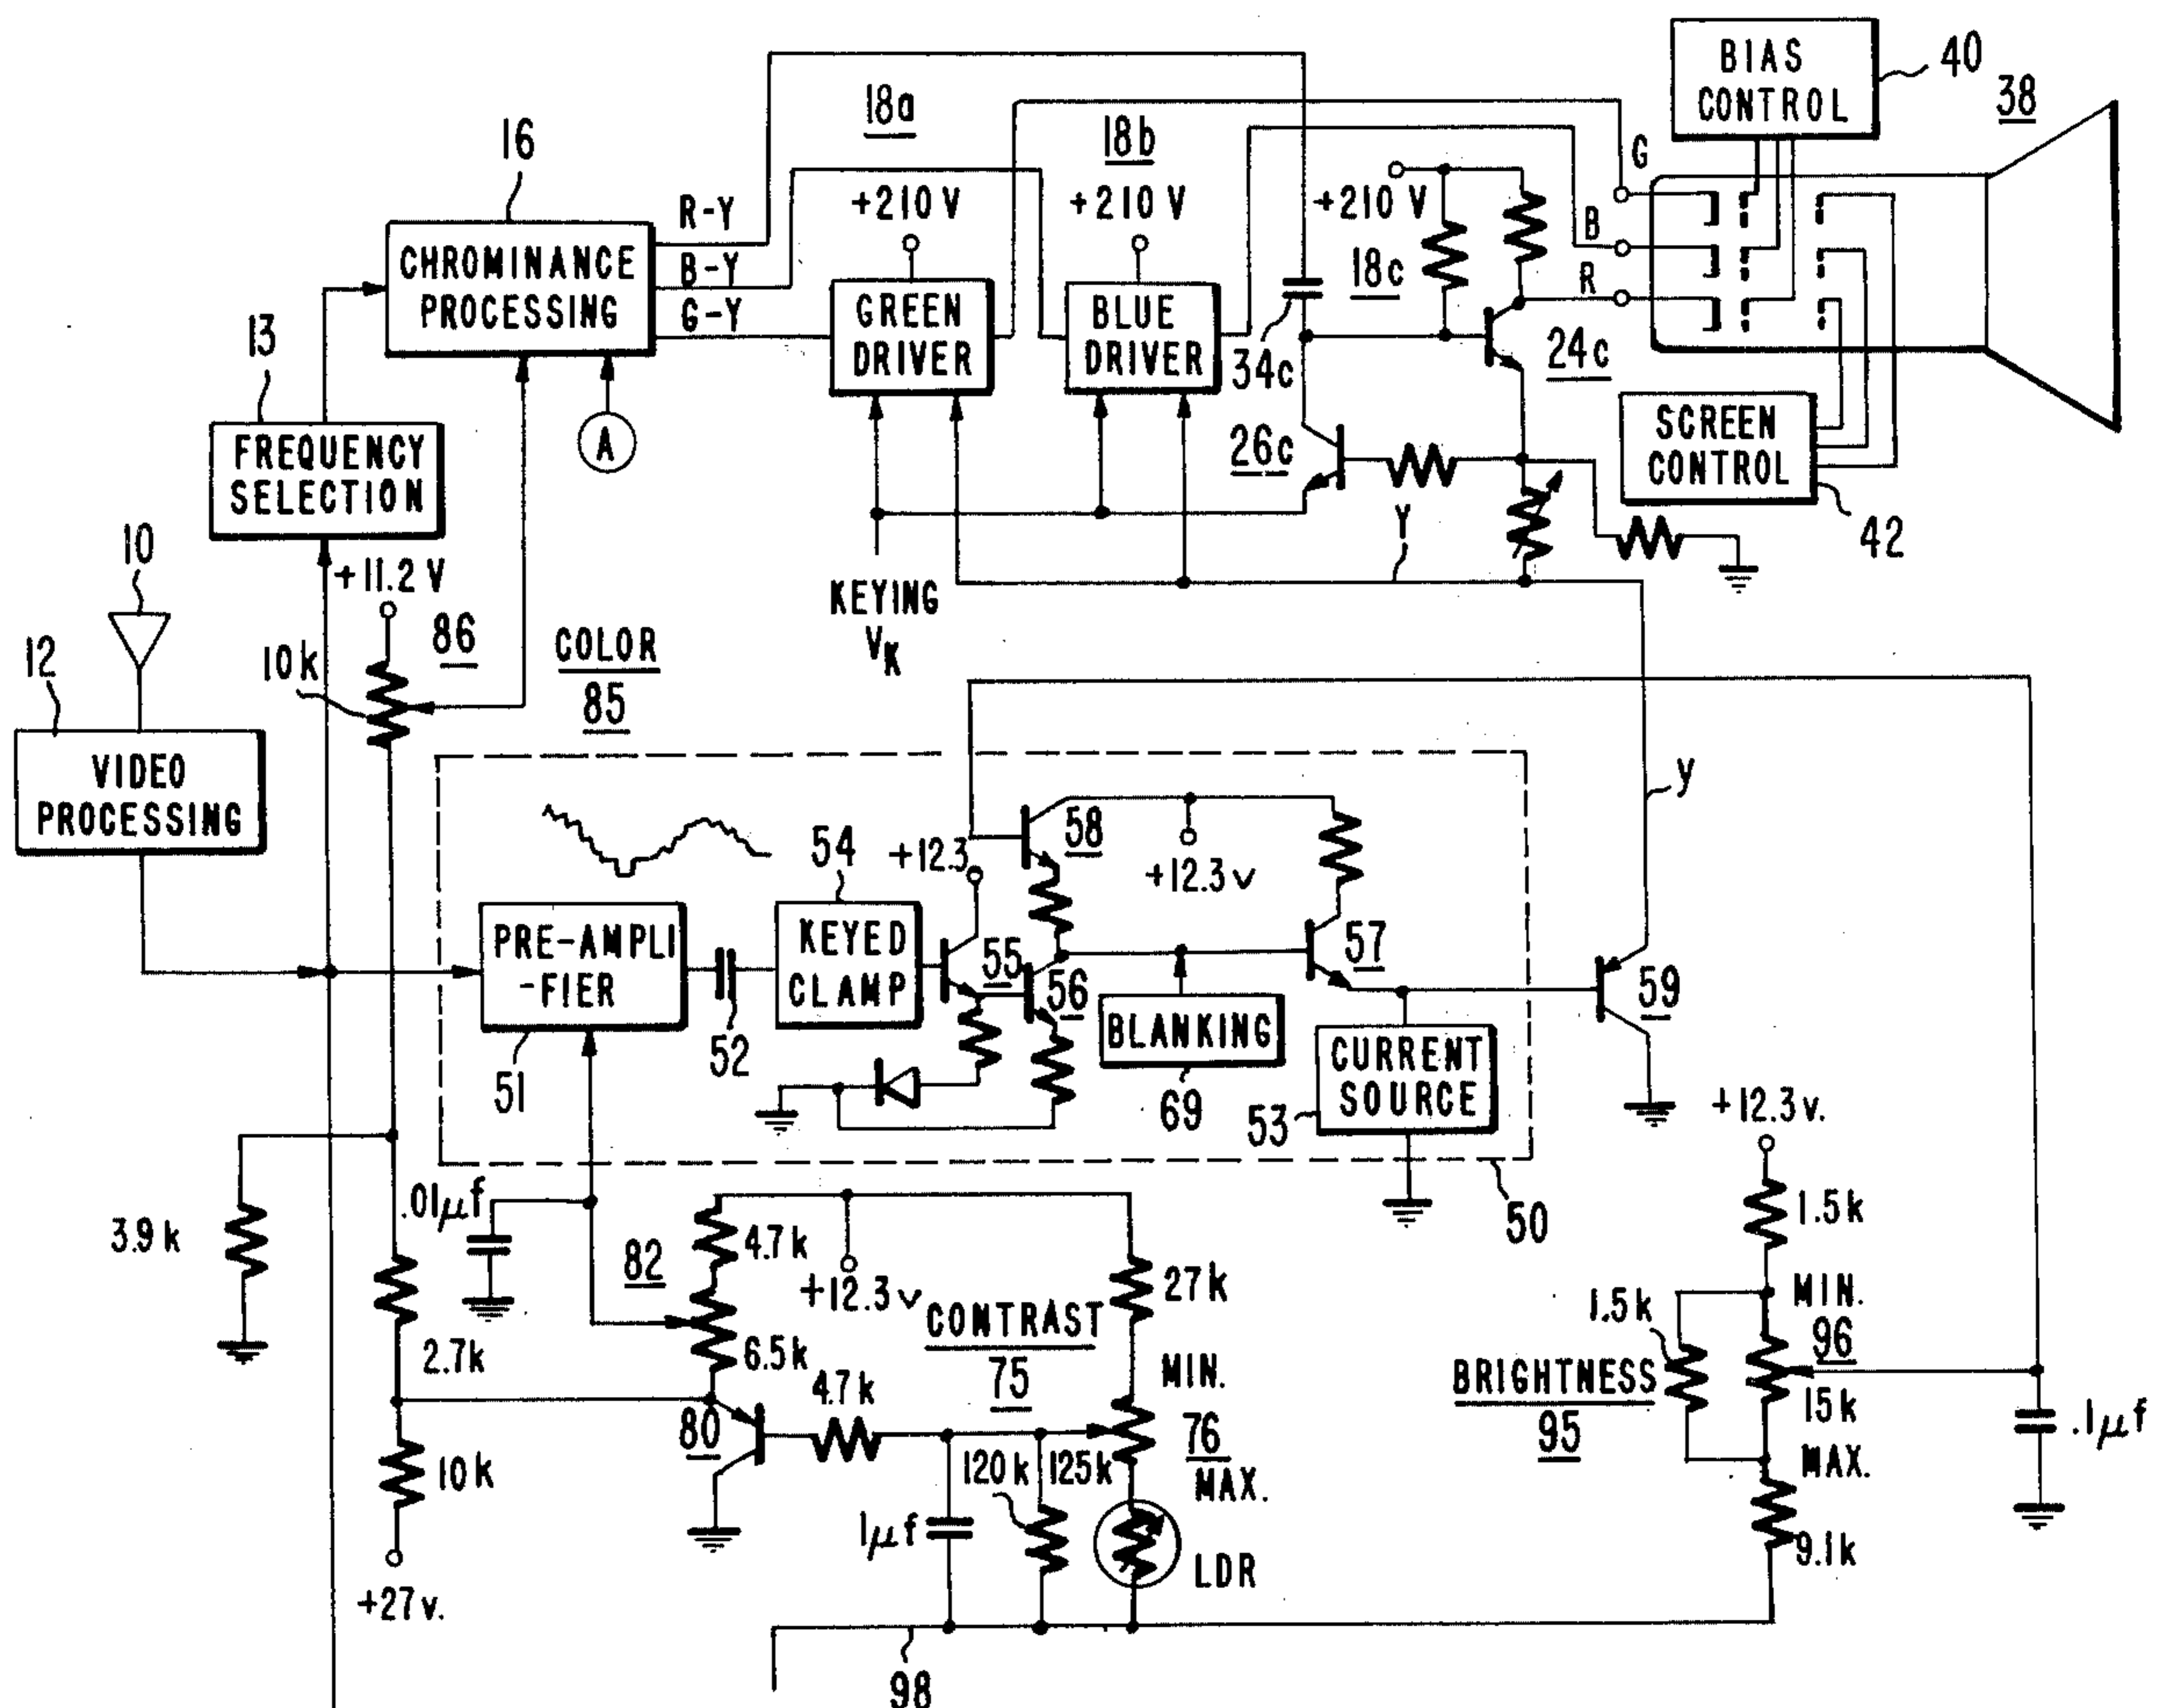 BIAS
CONTROL
40
38
16
18a
18b
G
CHROMINANCE
PROCESSING
R-Y
B-Y
G-Y
+210 V
+210 V
+210 V
18c
B
R
GREEN
DRIVER
BLUE
DRIVER
34c
24c
13
FREQUENCY
SELECTION
A
26c
SCREEN
CONTROL
42
Y
10
+11.2 V
KEYING
VK
86
COLOR
85
10k
12
VIDEO
PROCESSING
y
54
+12.3
58
+12.3v
PRE-AMPLI
-FIER
KEYED
CLAMP
55
56
57
59
51
52
BLANKING
69
CURRENT
SOURCE
53
50
3.9k
.01μf
82
4.7k
+12.3v
27k
+12.3v.
1.5k
CONTRAST
75
MIN.
76
MAX.
6.5k
4.7k
2.7k
80
1.5k
MIN.
96
BRIGHTNESS
95
15k
MAX.
.1μf
10k
+27v.
1μf
120k
125k
LDR
9.1k
98